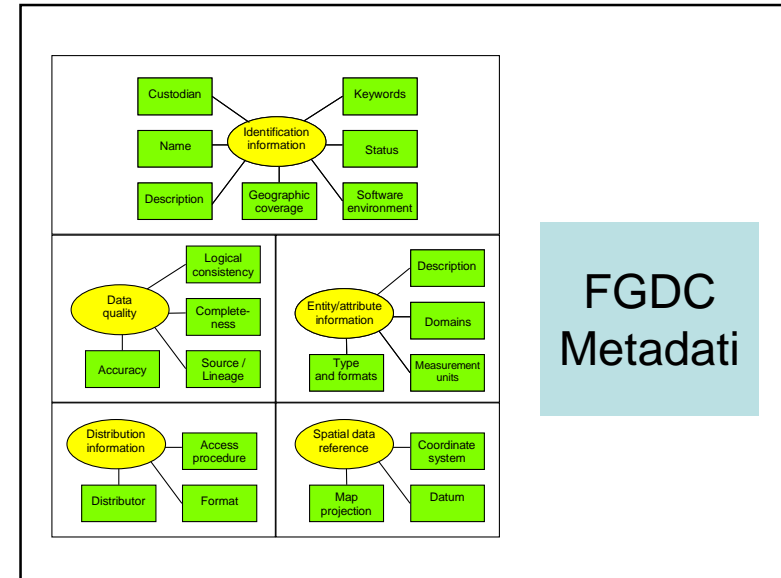 Custodian
Keywords
Identification
information
Name
Status
Description
Geographic
coverage
Software
environment
Logical
consistency
Data
quality
Complete-
ness
Accuracy
Source /
Lineage
Description
Entity/attribute
information
Domains
Type
and formats
Measurement
units
Distribution
information
Access
procedure
Distributor
Format
Spatial data
reference
Coordinate
system
Map
projection
Datum
FGDC
Metadati